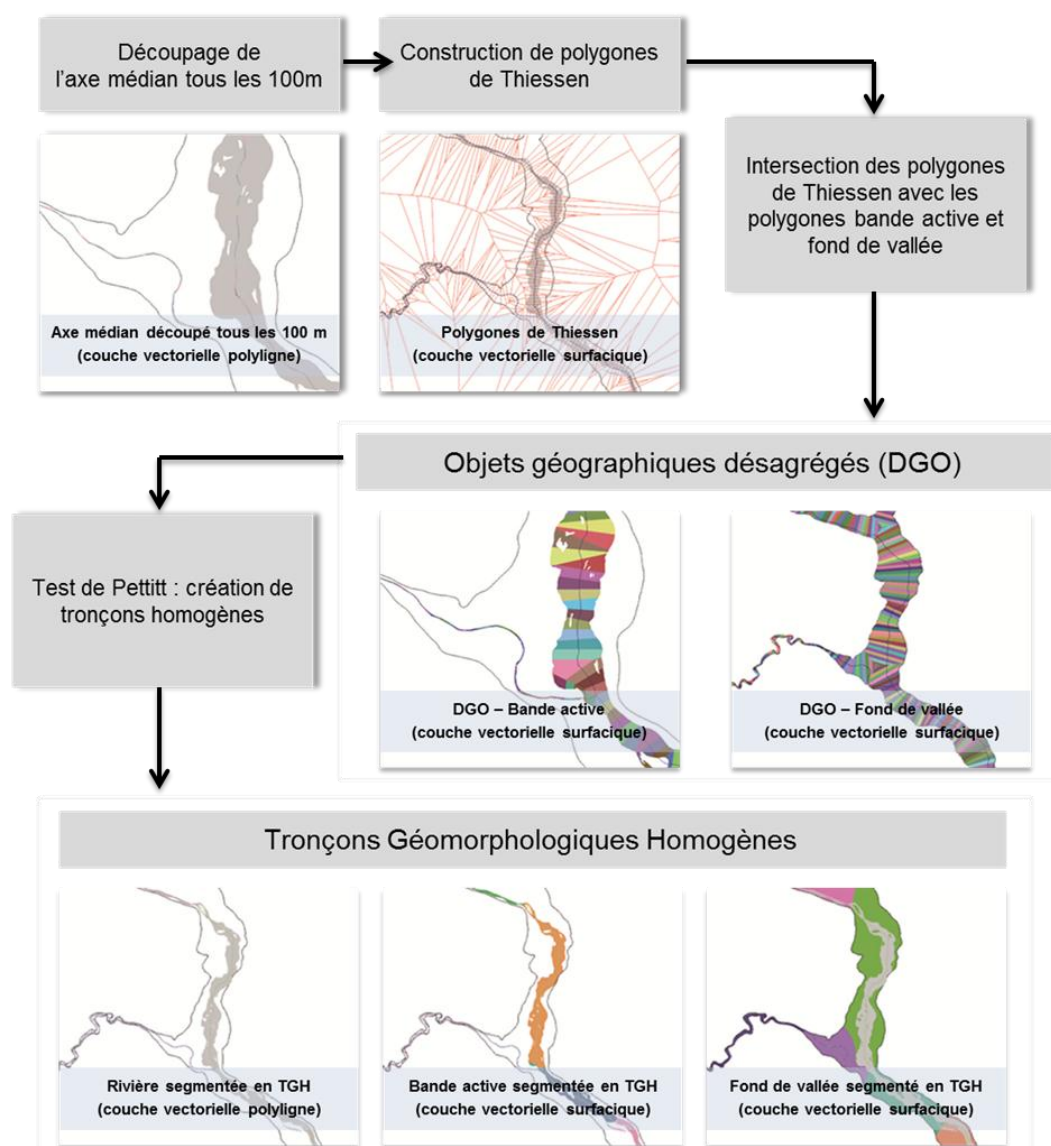 Découpage de
l'axe médian tous les 100m
Construction de polygones
de Thiessen
Axe médian découpé tous les 100 m
(couche vectorielle polyligne)
Polygones de Thiessen
(couche vectorielle surfacique)
Intersection des polygones
de Thiessen avec les
polygones bande active et
fond de vallée
Objets géographiques désagrégés (DGO)
DGO – Bande active
(couche vectorielle surfacique)
DGO – Fond de vallée
(couche vectorielle surfacique)
Test de Pettitt : création de
tronçons homogènes
Tronçons Géomorphologiques Homogènes
Rivière segmentée en TGH
(couche vectorielle polyligne)
Bande active segmentée en TGH
(couche vectorielle surfacique)
Fond de vallée segmenté en TGH
(couche vectorielle surfacique)